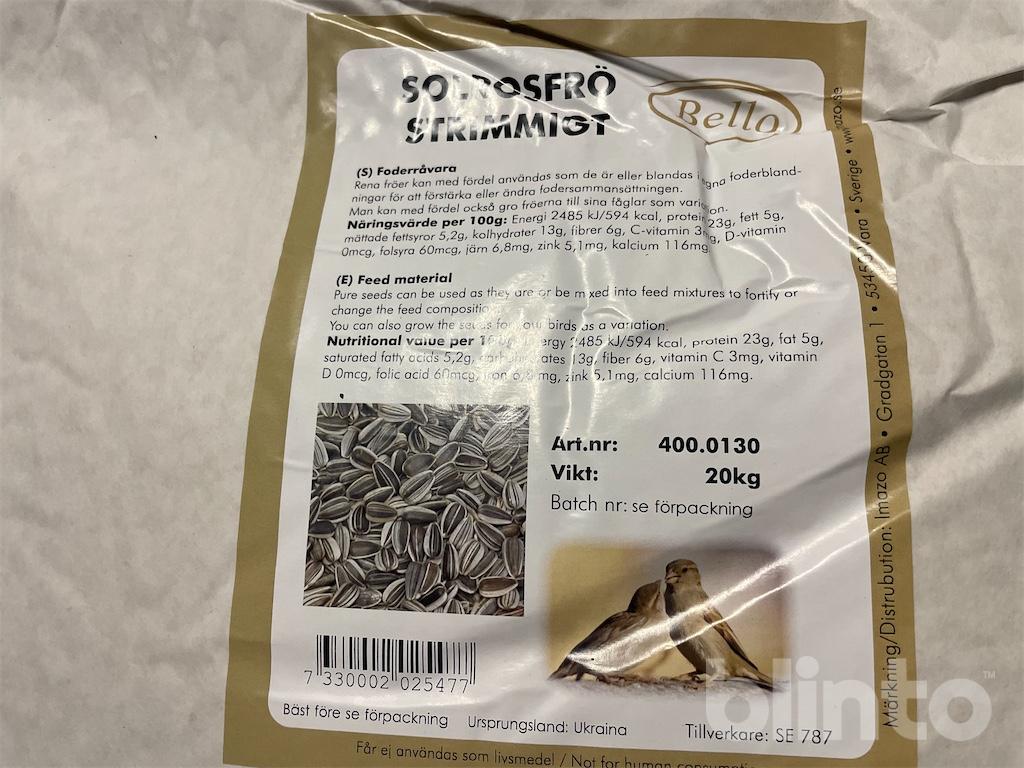 SOLROSFRÖ
STRIMMIGT
Bello
(S) Foderråvara
Rena fröer kan med fördel användas som de är eller blandas i egna foderbland-
ningar för att förstärka eller ändra fodersammansättningen.
Man kan med fördel också gro fröerna till sina fåglar som variation.
Näringsvärde per 100g: Energi 2485 kJ/594 kcal, protein 23g, fett 5g,
mättade fettsyror 5,2g, kolhydrater 13g, fibrer 6g, C-vitamin 3mg, D-vitamin
0mcg, folsyra 60mcg, järn 6,8mg, zink 5,1mg, kalcium 116mg.
(E) Feed material
Pure seeds can be used as they are or be mixed into feed mixtures to fortify or
change the feed composition.
You can also grow the seeds for your birds as a variation.
Nutritional value per 100g: Energy 2485 kJ/594 kcal, protein 23g, fat 5g,
saturated fatty acids 5,2g, carbohydrates 13g, fiber 6g, vitamin C 3mg, vitamin
D 0mcg, folic acid 60mcg, iron 6,8mg, zink 5,1mg, calcium 116mg.
Art.nr: 400.0130
Vikt: 20kg
Batch nr: se förpackning
7 330002 025477
Bäst före se förpackning Ursprungsland: Ukraina Tillverkare: SE 787
Får ej användas som livsmedel / Not for human
Märkning/Distrubution: Imazo AB • Gradgatan 1 • 534 50 Vara • Sverige • www.imazo.se
blinto™